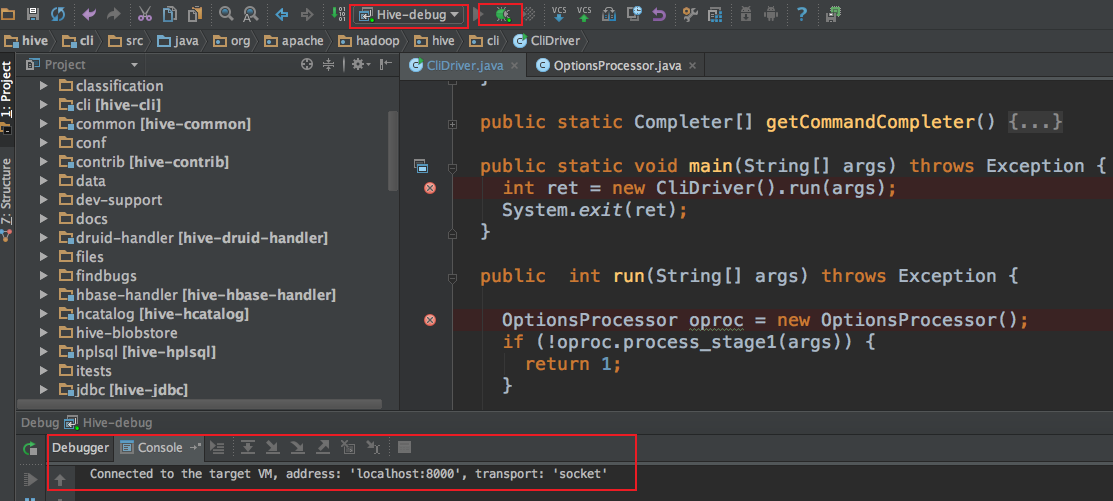 Hive-debug
VCS VCS
hive cli src java org apache hadoop hive cli CliDriver
1: Project
Z: Structure
Project
classification
cli [hive-cli]
common [hive-common]
conf
contrib [hive-contrib]
data
dev-support
docs
druid-handler [hive-druid-handler]
files
findbugs
hbase-handler [hive-hbase-handler]
hcatalog [hive-hcatalog]
hive-blobstore
hplsql [hive-hplsql]
itests
jdbc [hive-jdbc]
CliDriver.java × OptionsProcessor.java ×
}
public static Completer[] getCommandCompleter() {...}
public static void main(String[] args) throws Exception {
int ret = new CliDriver().run(args);
System.exit(ret);
}
public int run(String[] args) throws Exception {
OptionsProcessor oproc = new OptionsProcessor();
if (!oproc.process_stage1(args)) {
return 1;
}
Debug Hive-debug
Debugger Console
Connected to the target VM, address: 'localhost:8000', transport: 'socket'